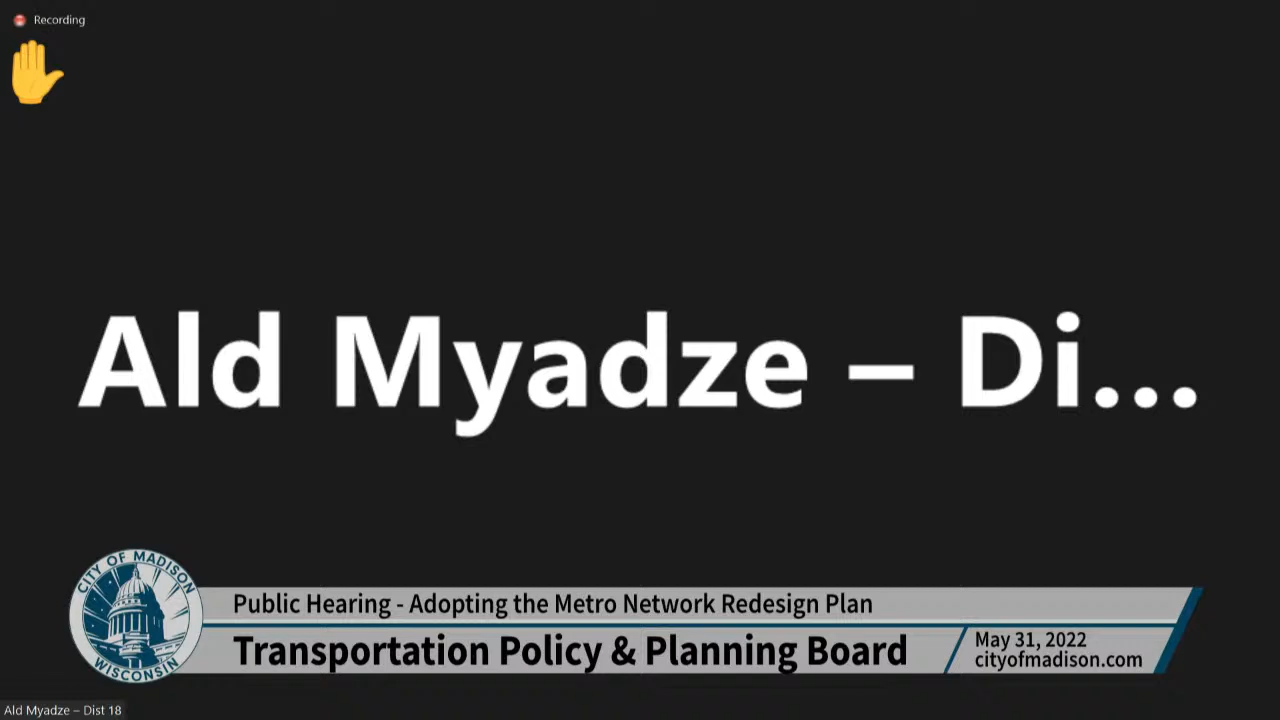 Recording
Ald Myadze – Di...
CITY OF MADISON
WISCONSIN
Public Hearing - Adopting the Metro Network Redesign Plan
Transportation Policy & Planning Board
May 31, 2022
cityofmadison.com
Ald Myadze – Dist 18